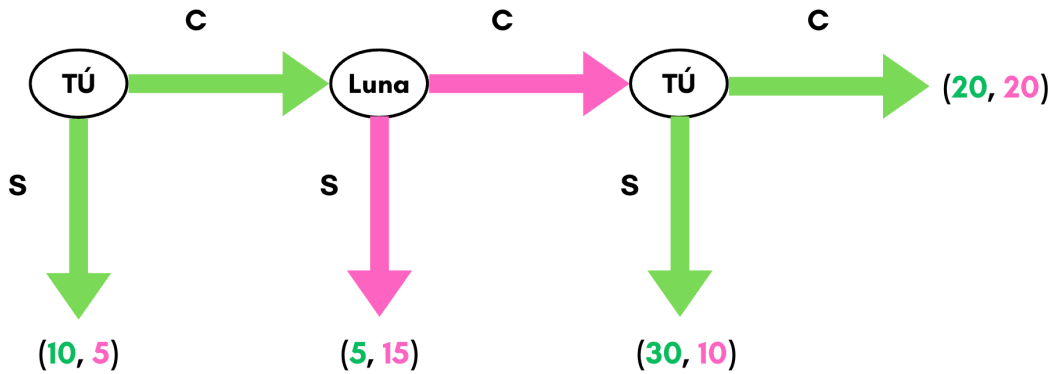 C C C
TÚ Luna TÚ (20, 20)
S S S
(10, 5) (5, 15) (30, 10)